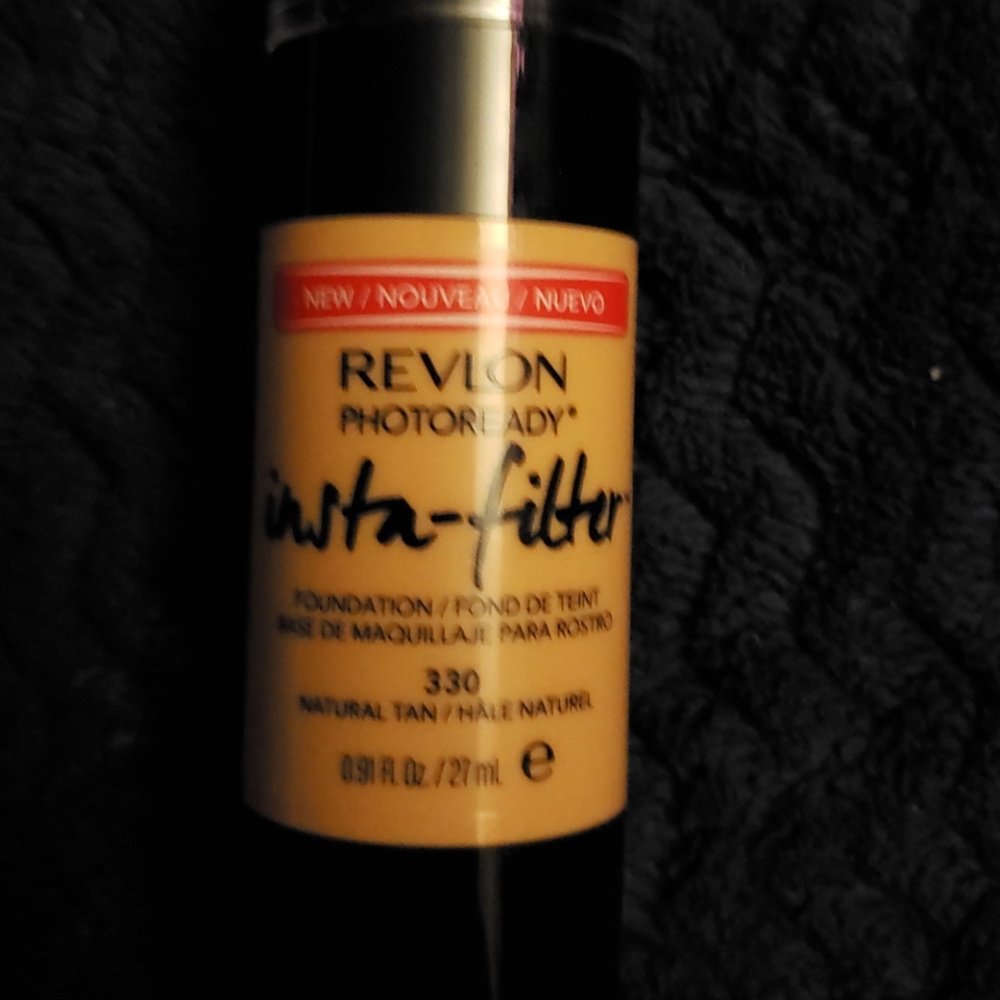 NEW / NOUVEAU / NUEVO
REVLON
PHOTOREADY®
insta-filter™
FOUNDATION / FOND DE TEINT
BASE DE MAQUILLAJE PARA ROSTRO
330
NATURAL TAN / HÂLE NATUREL
0.91 Fl. Oz. / 27 ml e